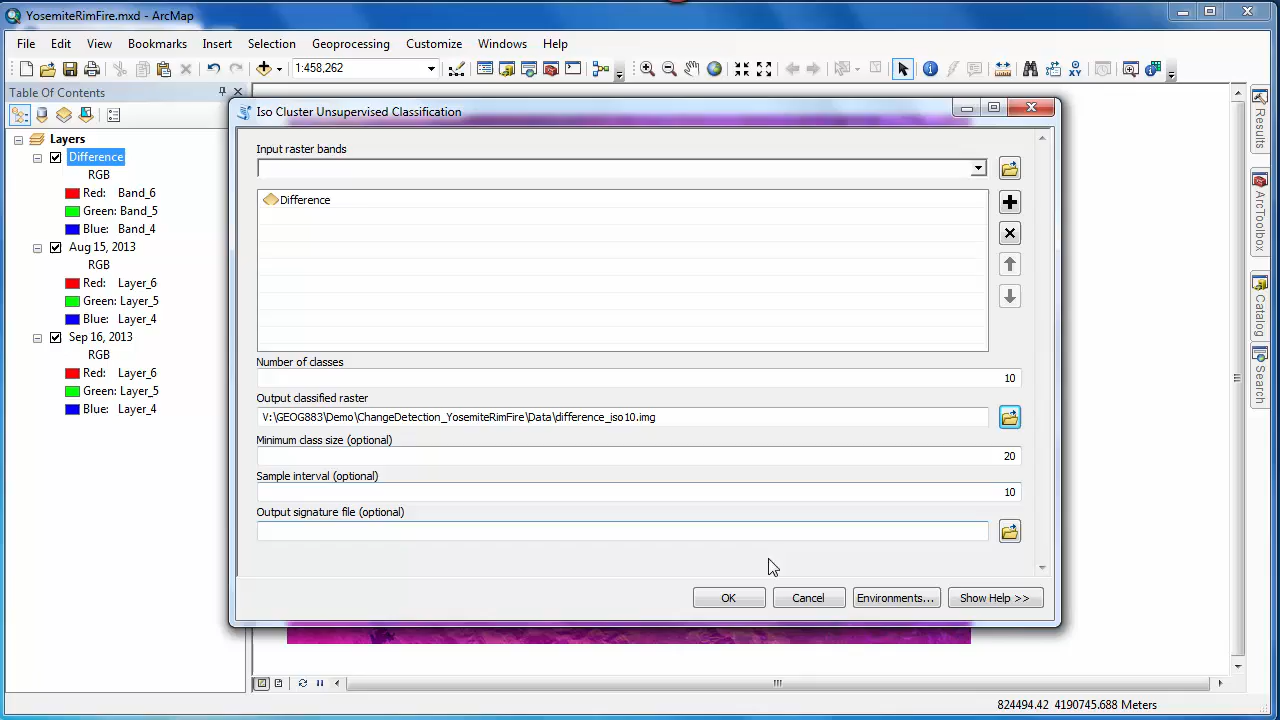 YosemiteRimFire.mxd - ArcMap
File Edit View Bookmarks Insert Selection Geoprocessing Customize Windows Help
1:458,262
Table Of Contents
Layers
Difference
RGB
Red: Band_6
Green: Band_5
Blue: Band_4
Aug 15, 2013
RGB
Red: Layer_6
Green: Layer_5
Blue: Layer_4
Sep 16, 2013
RGB
Red: Layer_6
Green: Layer_5
Blue: Layer_4
Iso Cluster Unsupervised Classification
Input raster bands
Difference
Number of classes
10
Output classified raster
V:\GEOG883\Demo\ChangeDetection_YosemiteRimFire\Data\difference_iso10.img
Minimum class size (optional)
20
Sample interval (optional)
10
Output signature file (optional)
OK Cancel Environments... Show Help >>
Results
ArcToolbox
Catalog
Search
824494.42 4190745.688 Meters